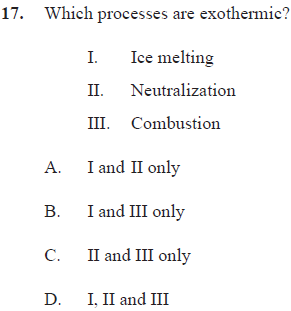 17. Which processes are exothermic?
I. Ice melting
II. Neutralization
III. Combustion
A. I and II only
B. I and III only
C. II and III only
D. I, II and III